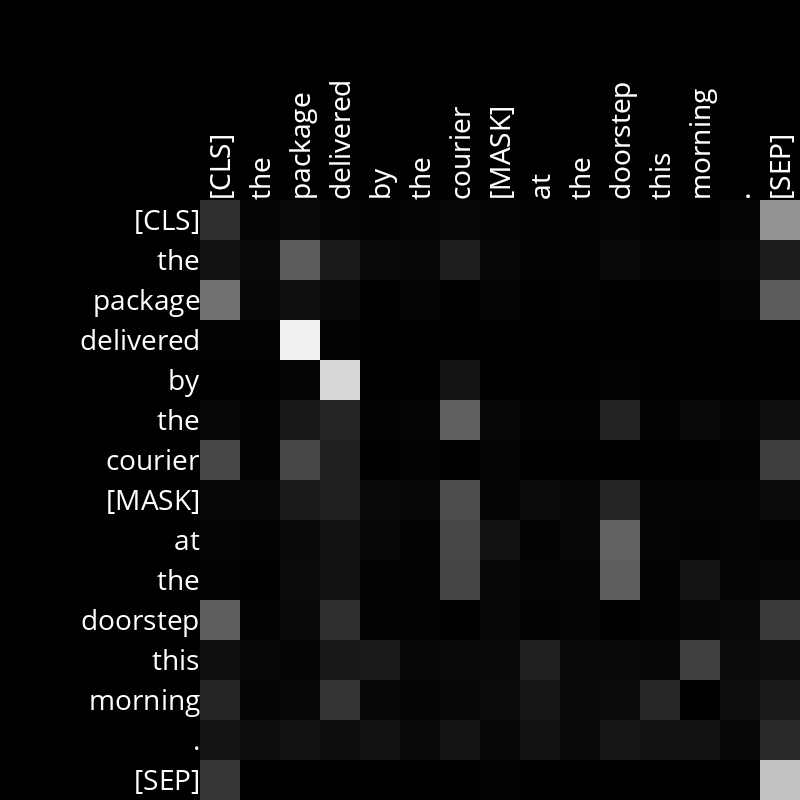 [CLS]
the
package
delivered
by
the
courier
[MASK]
at
the
doorstep
this
morning
.
[SEP]
[CLS]
the
package
delivered
by
the
courier
[MASK]
at
the
doorstep
this
morning
.
[SEP]